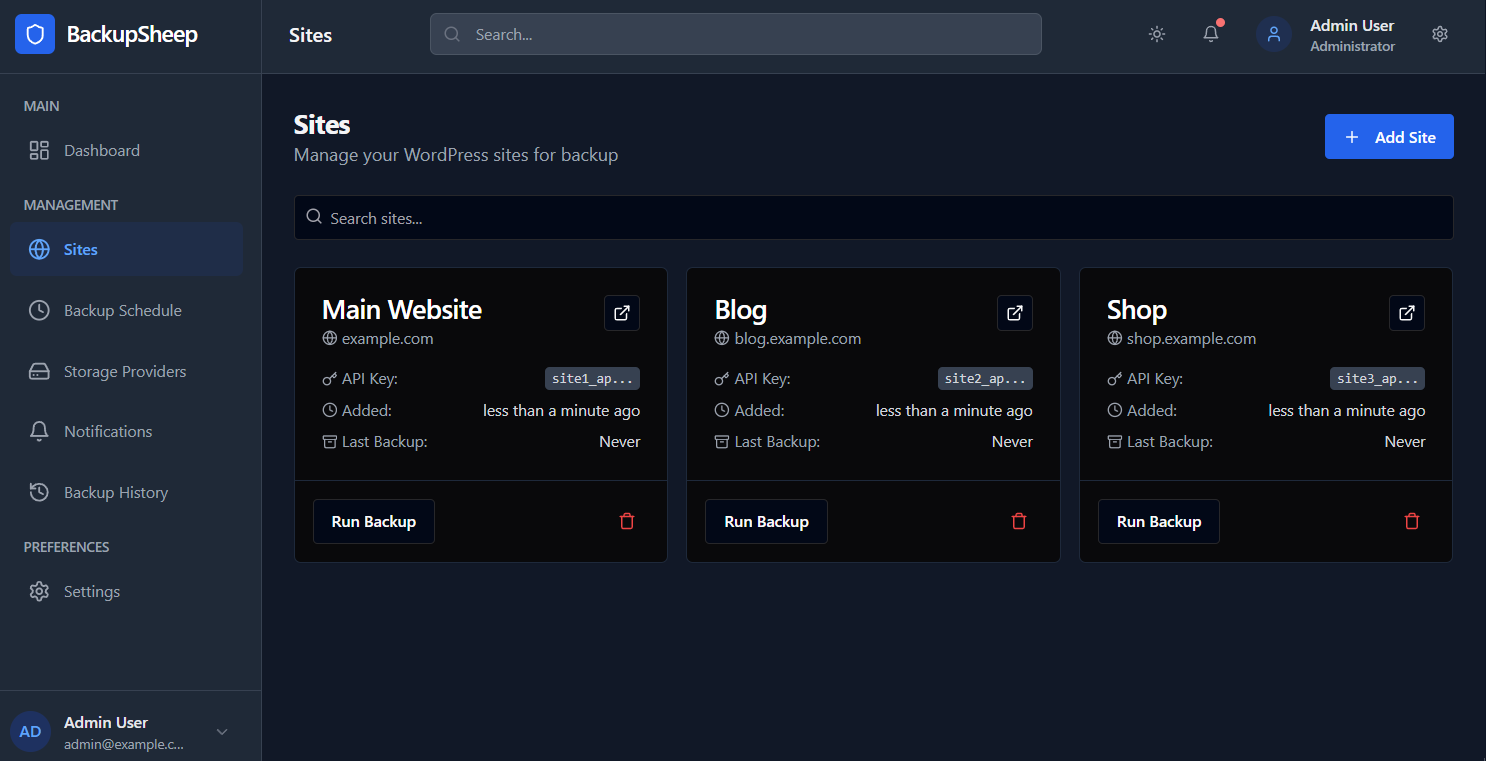 BackupSheep
Sites
Search...
Admin User
Administrator
MAIN
Dashboard
MANAGEMENT
Sites
Backup Schedule
Storage Providers
Notifications
Backup History
PREFERENCES
Settings
AD
Admin User
admin@example.c...
Sites
Manage your WordPress sites for backup
Add Site
Search sites...
Main Website
example.com
API Key: site1_ap...
Added: less than a minute ago
Last Backup: Never
Run Backup
Blog
blog.example.com
API Key: site2_ap...
Added: less than a minute ago
Last Backup: Never
Run Backup
Shop
shop.example.com
API Key: site3_ap...
Added: less than a minute ago
Last Backup: Never
Run Backup